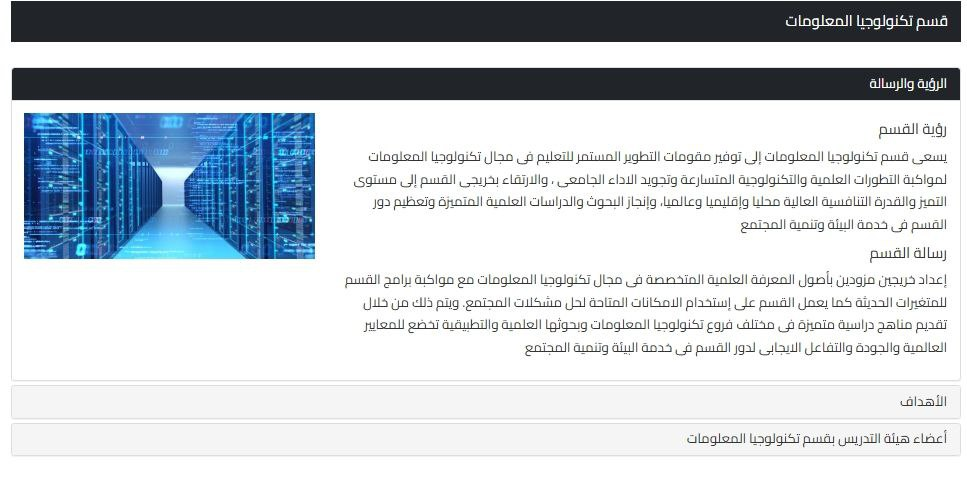 قسم تكنولوجيا المعلومات
الرؤية والرسالة
رؤية القسم
يسعى قسم تكنولوجيا المعلومات إلى توفير مقومات التطوير المستمر للتعليم فى مجال تكنولوجيا المعلومات
لمواكبة التطورات العلمية والتكنولوجية المتسارعة وتجويد الاداء الجامعى ، والارتقاء بخريجى القسم إلى مستوى
التميز والقدرة التنافسية العالية محليا وإقليميا وعالميا، وإنجاز البحوث والدراسات العلمية المتميزة وتعظيم دور
القسم فى خدمة البيئة وتنمية المجتمع
رسالة القسم
إعداد خريجين مزودين بأصول المعرفة العلمية المتخصصة فى مجال تكنولوجيا المعلومات مع مواكبة برامج القسم
للمتغيرات الحديثة كما يعمل القسم على إستخدام الامكانات المتاحة لحل مشكلات المجتمع. ويتم ذلك من خلال
تقديم مناهج دراسية متميزة فى مختلف فروع تكنولوجيا المعلومات وبحوثها العلمية والتطبيقية تخضع للمعايير
العالمية والجودة والتفاعل الايجابى لدور القسم فى خدمة البيئة وتنمية المجتمع
الأهداف
أعضاء هيئة التدريس بقسم تكنولوجيا المعلومات